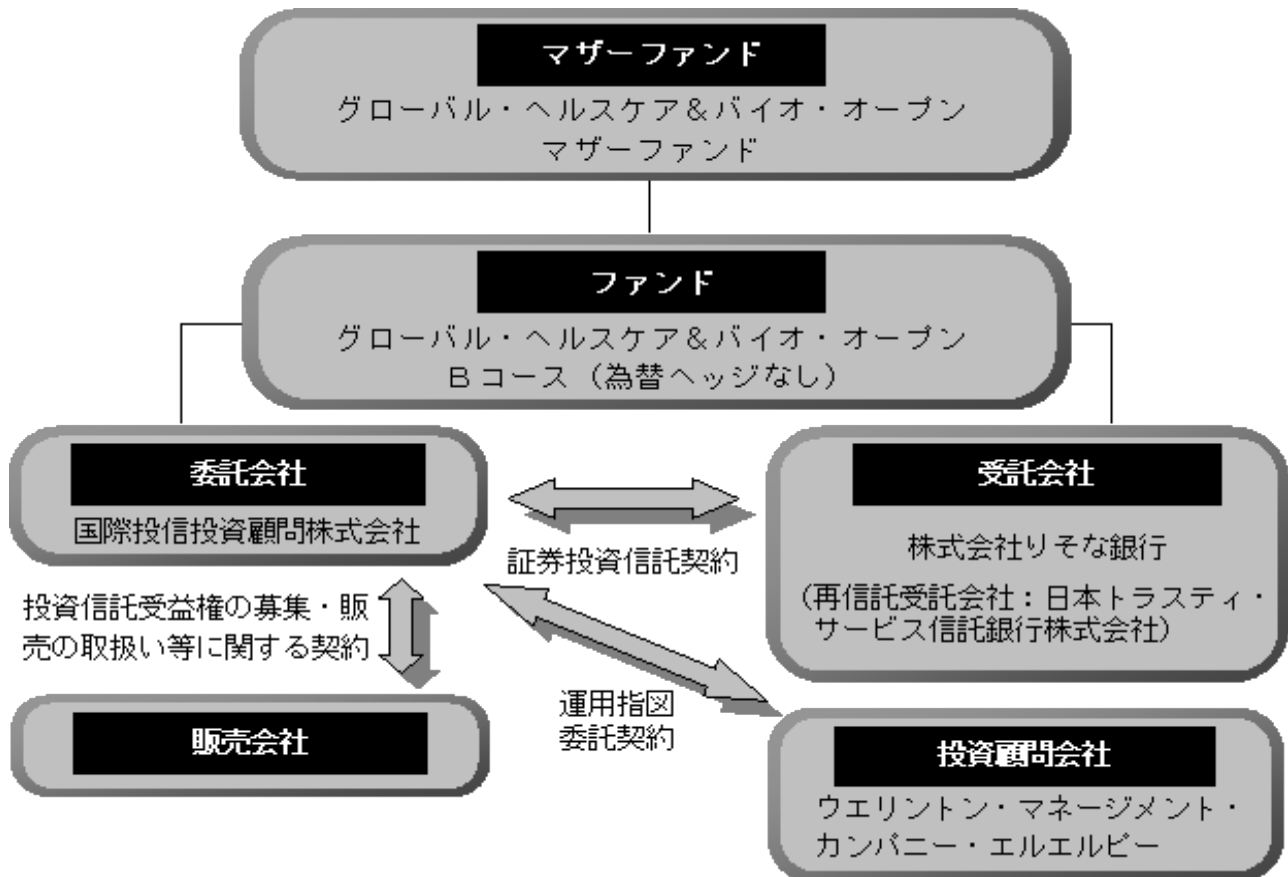 マザーファンド
グローバル・ヘルスケア＆バイオ・オープン
マザーファンド
ファンド
グローバル・ヘルスケア＆バイオ・オープン
Ｂコース（為替ヘッジなし）
委託会社
国際投信投資顧問株式会社
証券投資信託契約
受託会社
株式会社りそな銀行
（再信託受託会社：日本トラスティ・
サービス信託銀行株式会社）
投資信託受益権の募集・販
売の取扱い等に関する契約
運用指図
委託契約
販売会社
投資顧問会社
ウエリントン・マネージメント・
カンパニー・エルエルピー